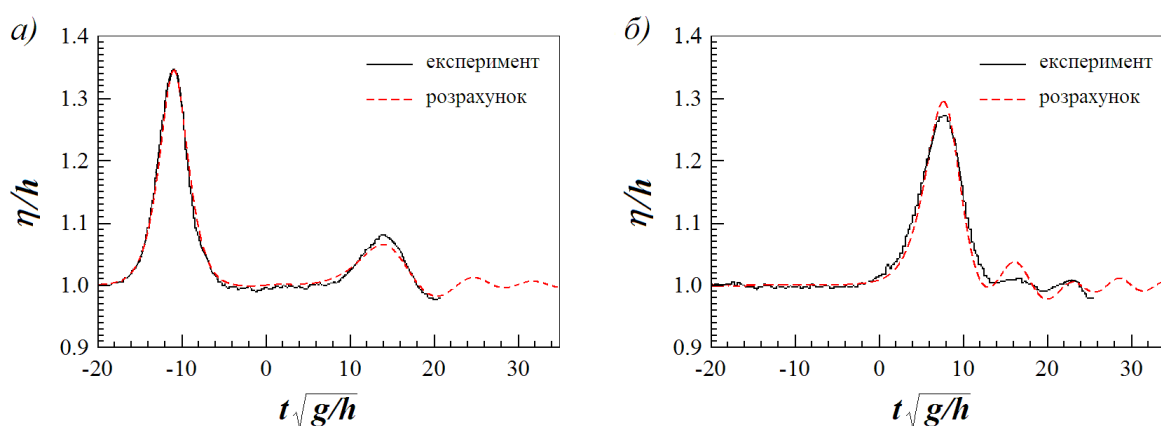 а)
1.4
1.3
1.2
1.1
1.0
0.9
η/h
-20
-10
0
10
20
30
t√g/h
експеримент
розрахунок
б)
1.4
1.3
1.2
1.1
1.0
0.9
η/h
-20
-10
0
10
20
30
t√g/h
експеримент
розрахунок